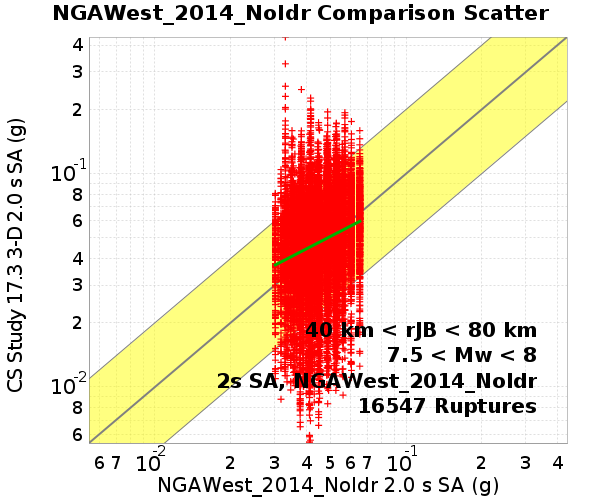 NGAWest_2014_NoIdr Comparison Scatter
CS Study 17.3 3-D 2.0 s SA (g)
4
3
2
10^-1
8
6
4
3
2
10^-2
8
6
40 km < rJB < 80 km
7.5 < Mw < 8
2s SA, NGAWest_2014_NoIdr
16547 Ruptures
6 7 10^-2 2 3 4 5 6 7 10^-1 2 3 4
NGAWest_2014_NoIdr 2.0 s SA (g)